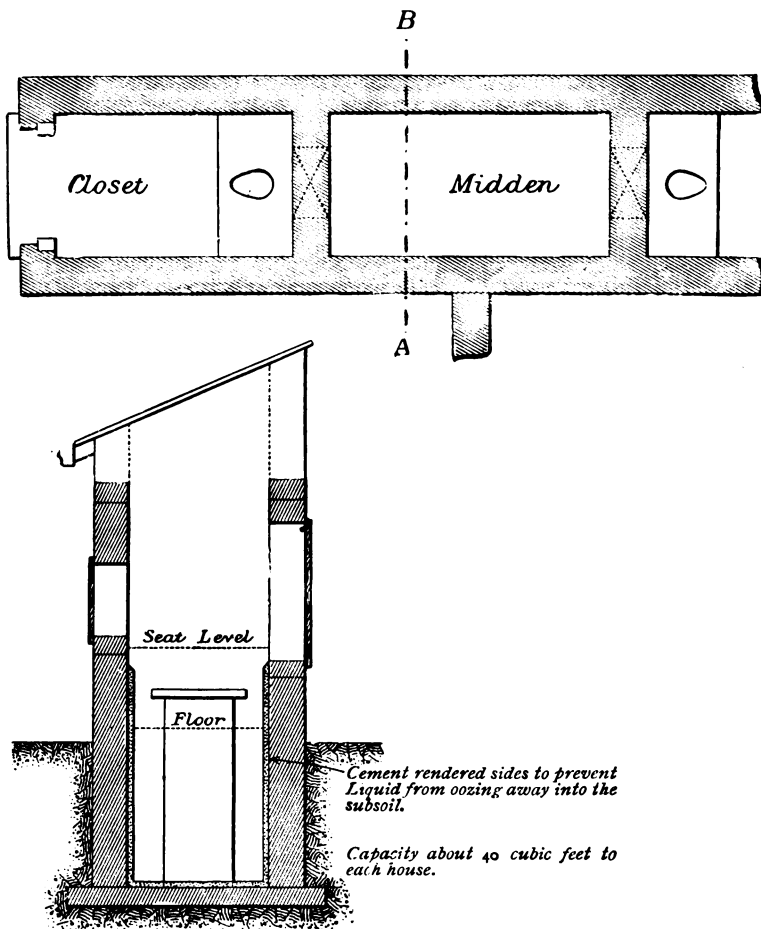 B
Closet
Midden
A
Seat Level
Floor
Cement rendered sides to prevent
Liquid from oozing away into the
subsoil.
Capacity about 40 cubic feet to
each house.